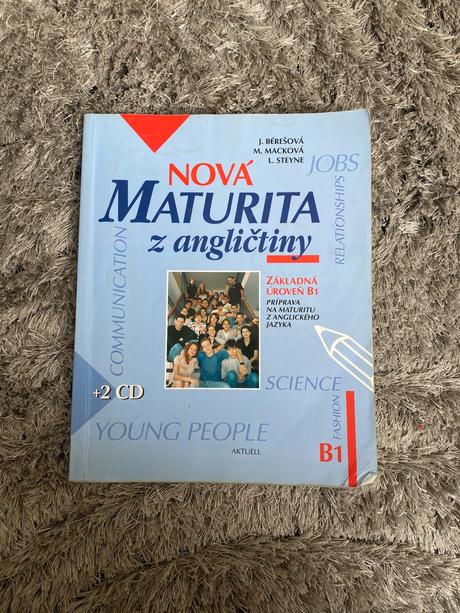 J. BÉREŠOVÁ
M. MACKOVÁ
L. STEYNE
NOVÁ
MATURITA
z angličtiny
JOBS
RELATIONSHIPS
COMMUNICATION
ZÁKLADNÁ
ÚROVEŇ B1
PRÍPRAVA
NA MATURITU
Z ANGLICKÉHO
JAZYKA
+2 CD
SCIENCE
FASHION
YOUNG PEOPLE
AKTUELL
B1